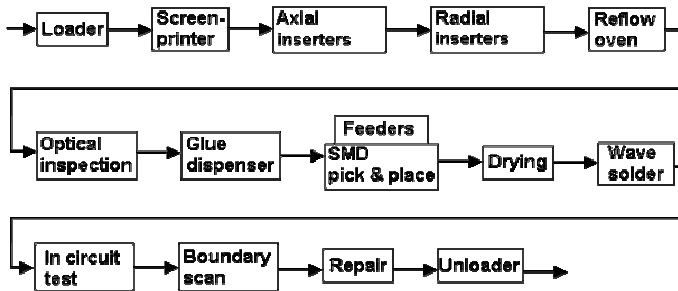 Loader
Screen-
printer
Axial
inserters
Radial
inserters
Reflow
oven
Optical
inspection
Glue
dispenser
Feeders
SMD
pick & place
Drying
Wave
solder
In circuit
test
Boundary
scan
Repair
Unloader